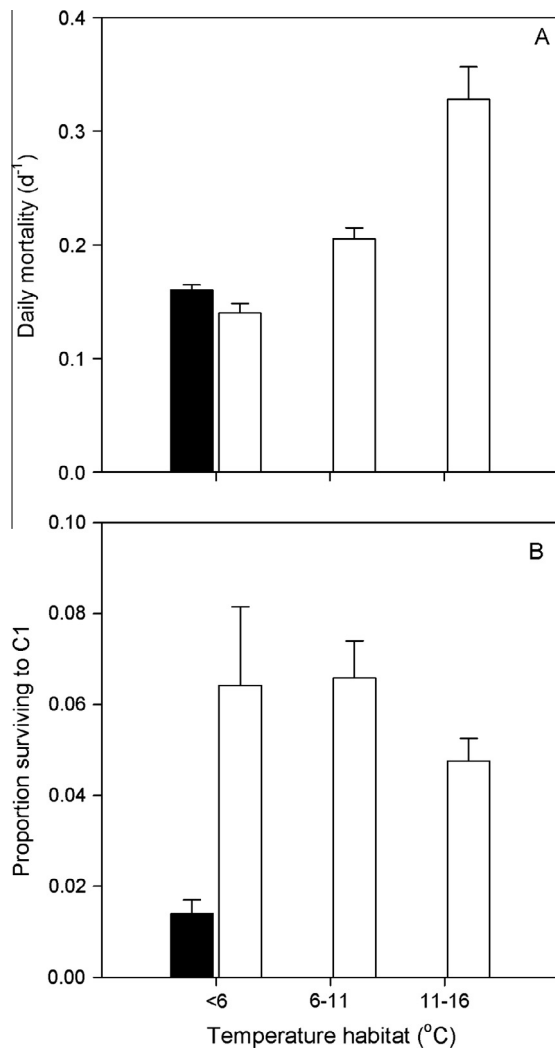 A
0.4
0.3
0.2
0.1
0.0
Daily mortality (d⁻¹)
B
0.10
0.08
0.06
0.04
0.02
0.00
Proportion surviving to C1
<6 6-11 11-16
Temperature habitat (°C)